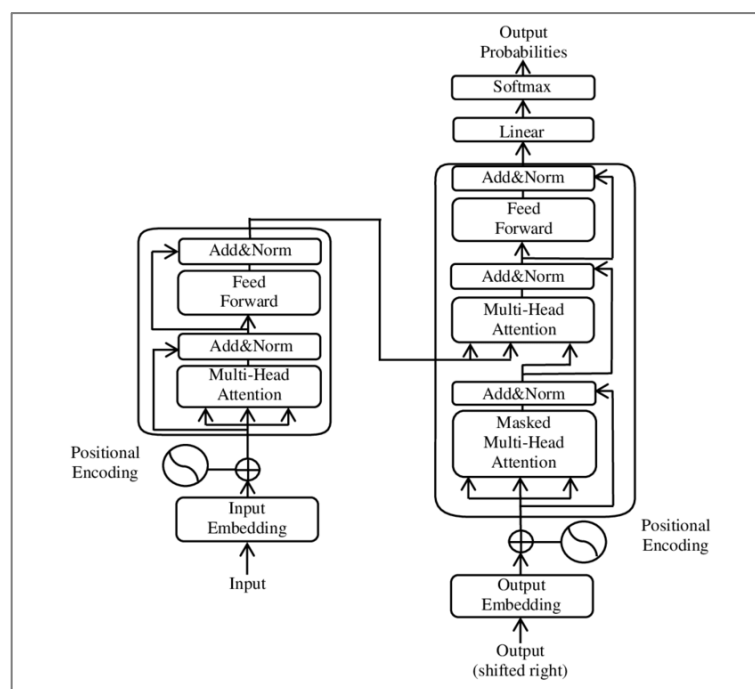 Output
Probabilities
Softmax
Linear
Add&Norm
Feed
Forward
Add&Norm
Multi-Head
Attention
Add&Norm
Masked
Multi-Head
Attention
Positional
Encoding
Output
Embedding
Output
(shifted right)
Add&Norm
Feed
Forward
Add&Norm
Multi-Head
Attention
Positional
Encoding
Input
Embedding
Input